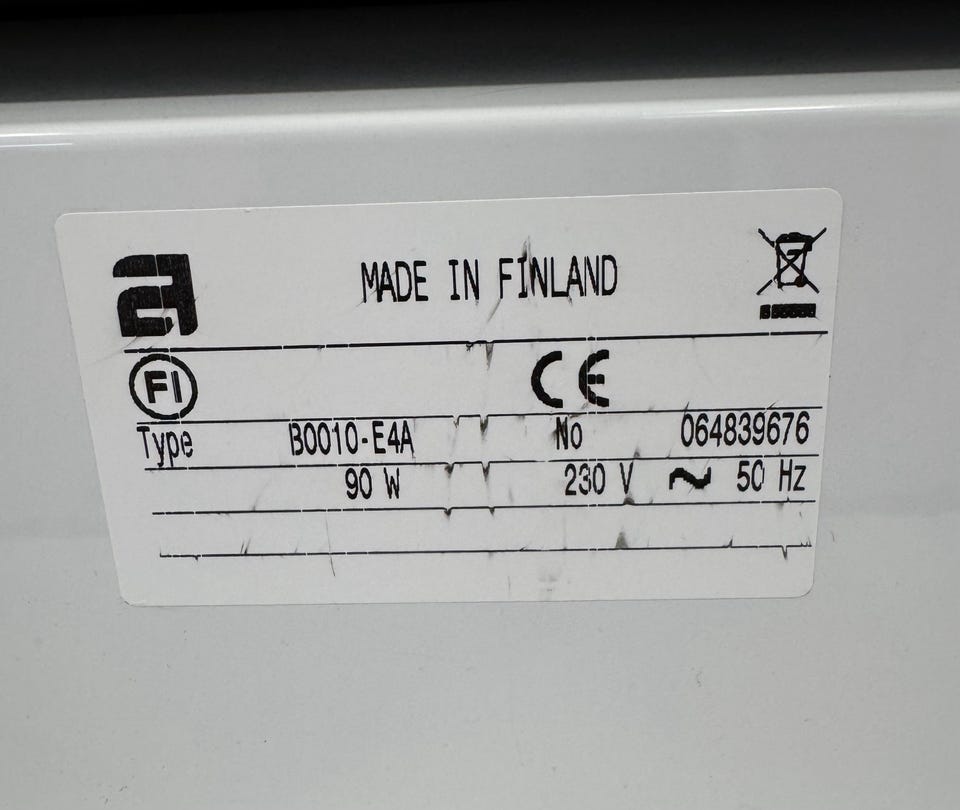 MADE IN FINLAND
FI CE
Type B0010-E4A No 064839676
90 W 230 V ~ 50 Hz